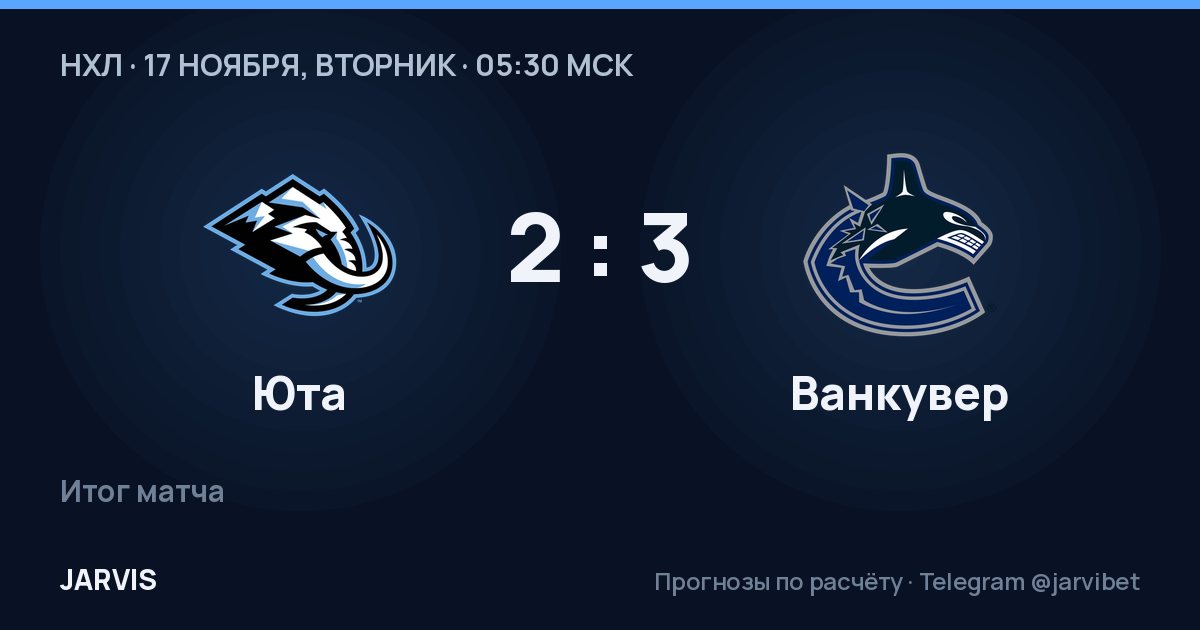 НХЛ · 17 НОЯБРЯ, ВТОРНИК · 05:30 МСК
2 : 3
Юта
Ванкувер
Итог матча
JARVIS
Прогнозы по расчёту · Telegram @jarvibet